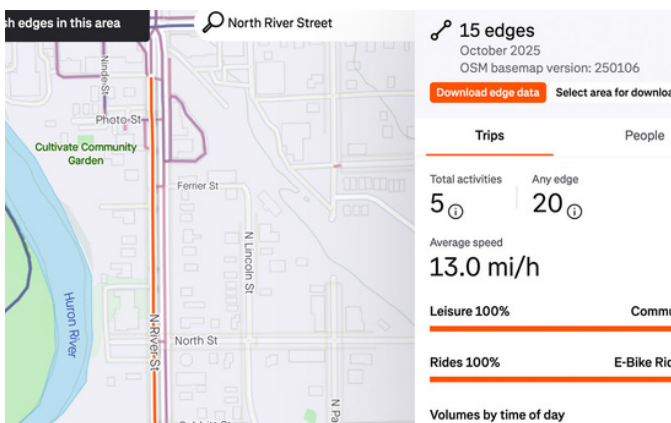 sh edges in this area
North River Street
Ninde St
Photo St
Cultivate Community
Garden
Ferrier St
N Lincoln St
Huron River
N River St
North St
N Pa
15 edges
October 2025
OSM basemap version: 250106
Download edge data
Select area for downloa
Trips
People
Total activities
Any edge
5
20
Average speed
13.0 mi/h
Leisure 100%
Commu
Rides 100%
E-Bike Rid
Volumes by time of day